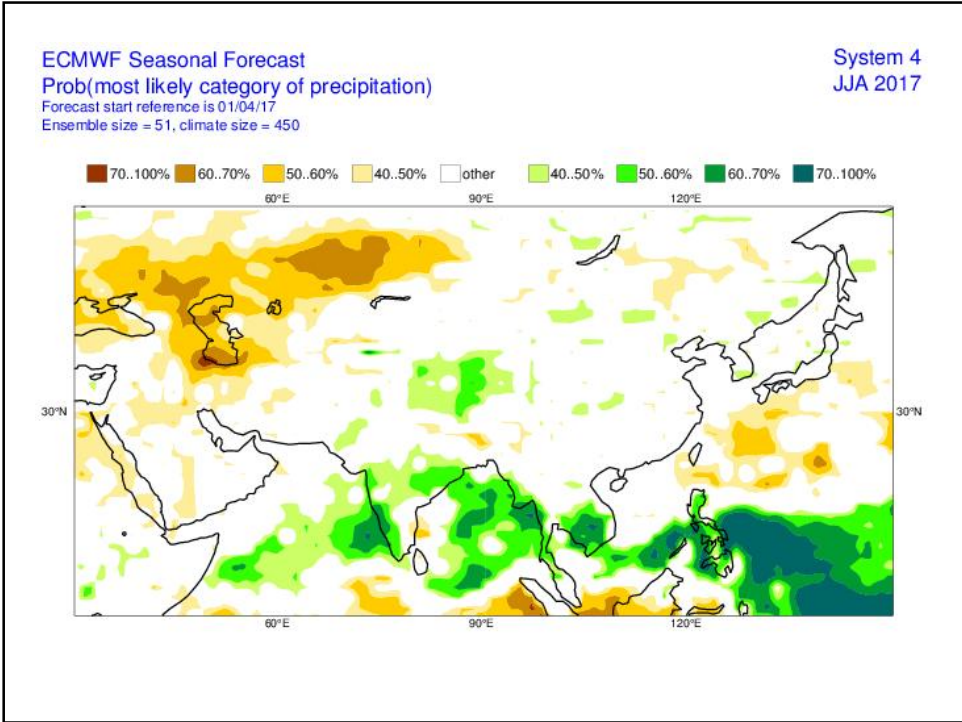 ECMWF Seasonal Forecast
System 4
Prob(most likely category of precipitation)
JJA 2017
Forecast start reference is 01/04/17
Ensemble size = 51, climate size = 450
70..100% 60..70% 50..60% 40..50% other 40..50% 50..60% 60..70% 70..100%
60°E 90°E 120°E
30°N 30°N
60°E 90°E 120°E